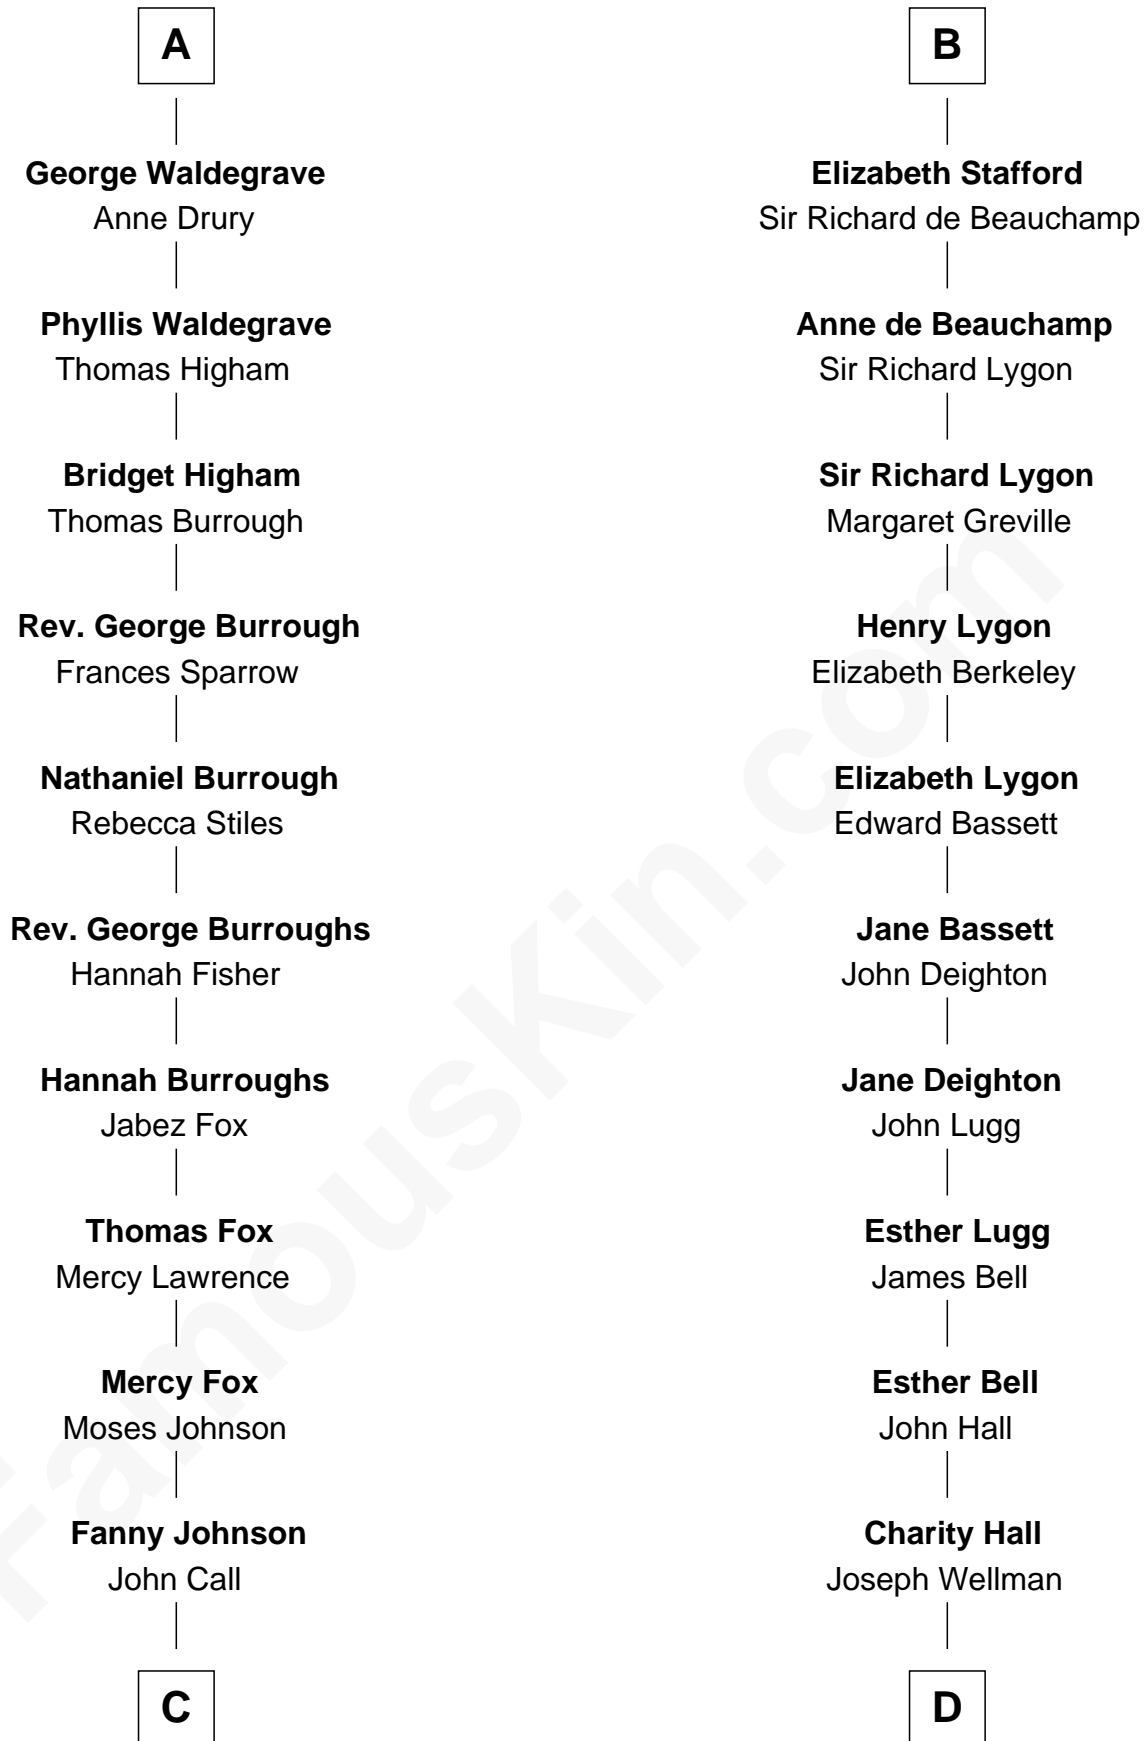 A
George Waldegrave
Anne Drury
Phyllis Waldegrave
Thomas Higham
Bridget Higham
Thomas Burrough
Rev. George Burrough
Frances Sparrow
Nathaniel Burrough
Rebecca Stiles
Rev. George Burroughs
Hannah Fisher
Hannah Burroughs
Jabez Fox
Thomas Fox
Mercy Lawrence
Mercy Fox
Moses Johnson
Fanny Johnson
John Call
C
B
Elizabeth Stafford
Sir Richard de Beauchamp
Anne de Beauchamp
Sir Richard Lygon
Sir Richard Lygon
Margaret Greville
Henry Lygon
Elizabeth Berkeley
Elizabeth Lygon
Edward Bassett
Jane Bassett
John Deighton
Jane Deighton
John Lugg
Esther Lugg
James Bell
Esther Bell
John Hall
Charity Hall
Joseph Wellman
D
FamousKin.com